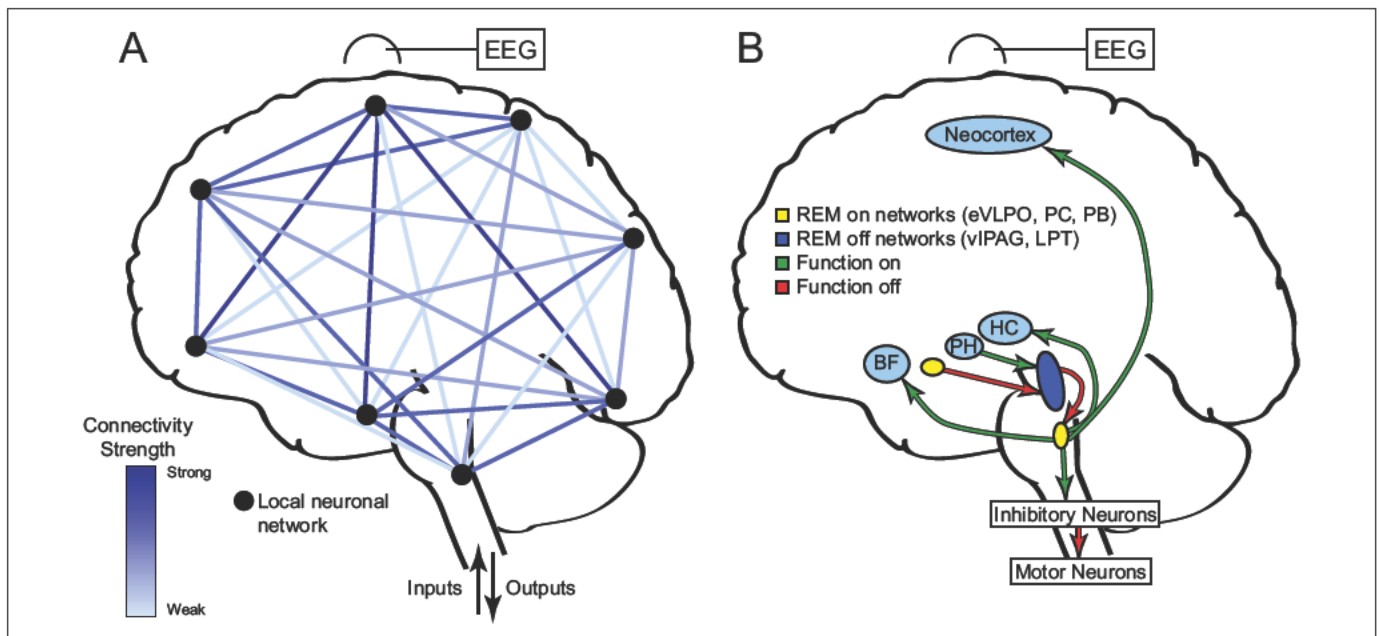 A
EEG
Connectivity
Strength
Strong
Weak
Local neuronal
network
Inputs
Outputs
B
EEG
Neocortex
REM on networks (eVLPO, PC, PB)
REM off networks (vlPAG, LPT)
Function on
Function off
HC
PH
BF
Inhibitory Neurons
Motor Neurons